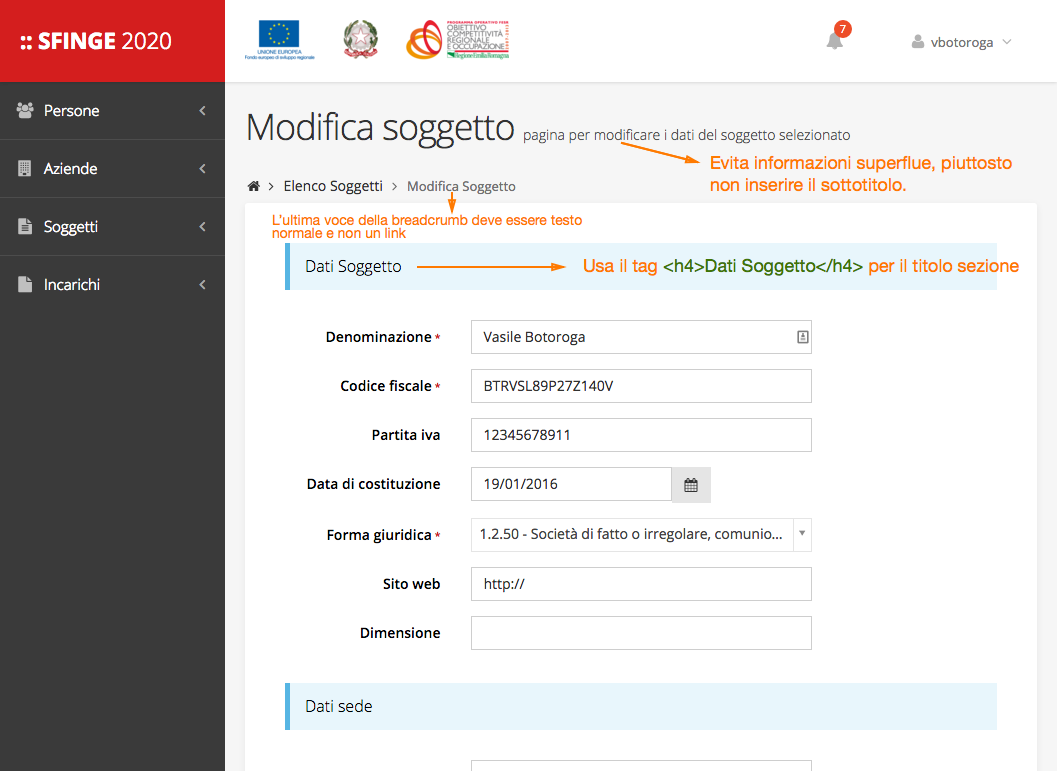 :: SFINGE 2020
UNIONE EUROPEA
Fondo europeo di sviluppo regionale
PROGRAMMA OPERATIVO FESR
OBIETTIVO
COMPETITIVITÀ
REGIONALE
E OCCUPAZIONE
Regione Emilia-Romagna
7
vbotoroga
Persone
Aziende
Soggetti
Incarichi
Modifica soggetto pagina per modificare i dati del soggetto selezionato
Evita informazioni superflue, piuttosto
non inserire il sottotitolo.
Elenco Soggetti > Modifica Soggetto
L'ultima voce della breadcrumb deve essere testo
normale e non un link
Dati Soggetto
Usa il tag <h4>Dati Soggetto</h4> per il titolo sezione
Denominazione * Vasile Botoroga
Codice fiscale * BTRVSL89P27Z140V
Partita iva 12345678911
Data di costituzione 19/01/2016
Forma giuridica * 1.2.50 - Società di fatto o irregolare, comunio...
Sito web http://
Dimensione
Dati sede